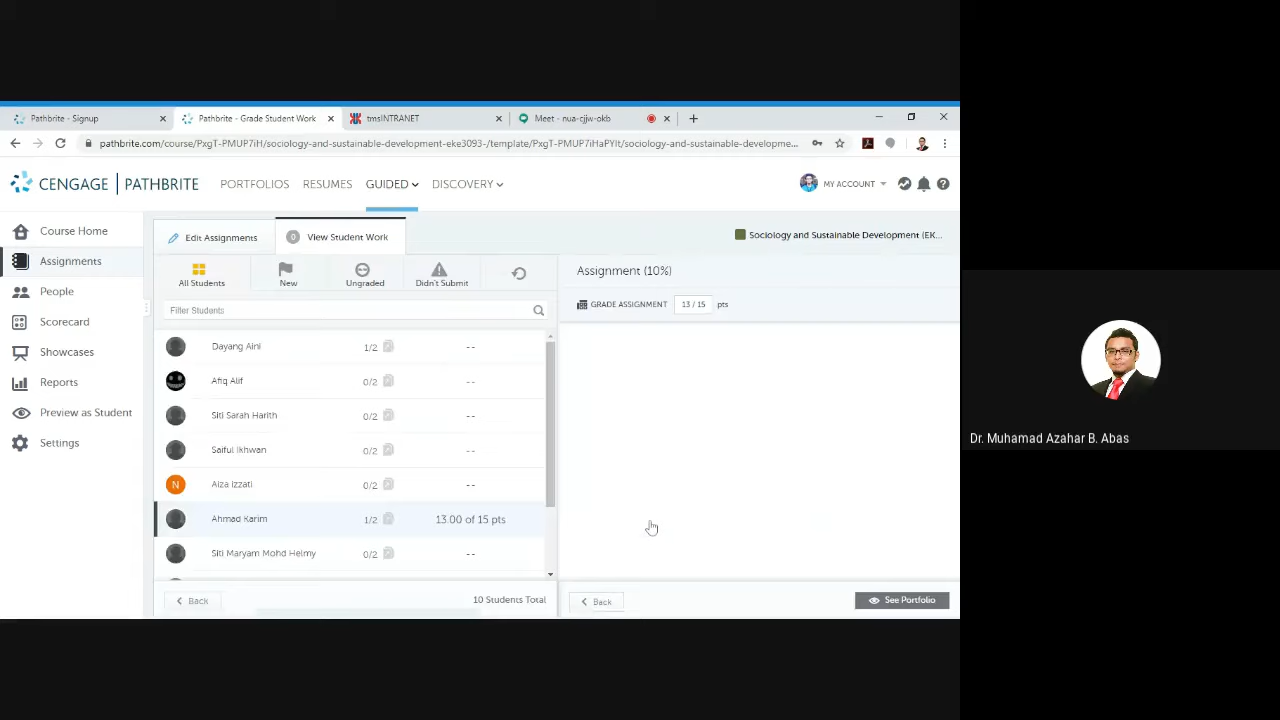 Pathbrite - Signup
Pathbrite - Grade Student Work
tmsINTRANET
Meet - nua-cjjw-okb
pathbrite.com/course/PxgT-PMUP7iH/sociology-and-sustainable-development-eke3093-/template/PxgT-PMUP7iHaPYlt/sociology-and-sustainable-developme...
CENGAGE | PATHBRITE
PORTFOLIOS
RESUMES
GUIDED
DISCOVERY
MY ACCOUNT
Course Home
Assignments
People
Scorecard
Showcases
Reports
Preview as Student
Settings
Edit Assignments
0 View Student Work
Sociology and Sustainable Development (EK...
All Students
New
Ungraded
Didn't Submit
Filter Students
Assignment (10%)
GRADE ASSIGNMENT 13 / 15 pts
Dayang Aini 1/2 --
Afiq Alif 0/2 --
Siti Sarah Harith 0/2 --
Saiful Ikhwan 0/2 --
N Aiza Izzati 0/2 --
Ahmad Karim 1/2 13.00 of 15 pts
Siti Maryam Mohd Helmy 0/2 --
Back
10 Students Total
Back
See Portfolio
Dr. Muhamad Azahar B. Abas